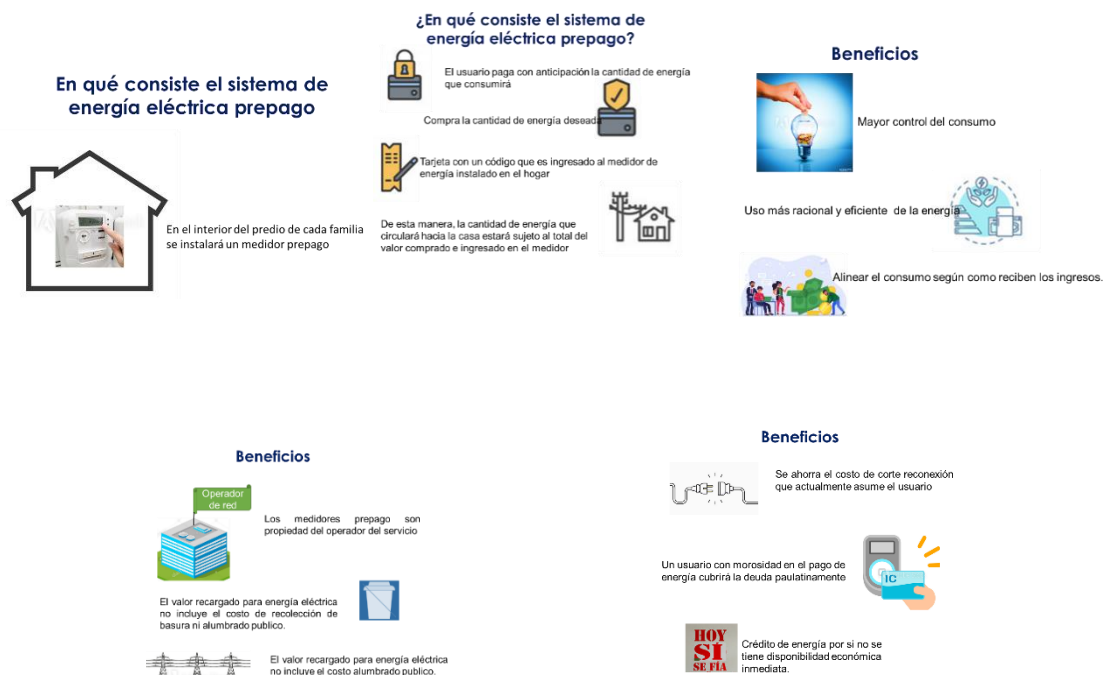 En qué consiste el sistema de
energía eléctrica prepago
En el interior del predio de cada familia
se instalará un medidor prepago
¿En qué consiste el sistema de
energía eléctrica prepago?
El usuario paga con anticipación la cantidad de energía
que consumirá
Compra la cantidad de energía deseada
Tarjeta con un código que es ingresado al medidor de
energía instalado en el hogar
De esta manera, la cantidad de energía que
circulará hacia la casa estará sujeto al total del
valor comprado e ingresado en el medidor
Beneficios
Mayor control del consumo
Uso más racional y eficiente de la energía
Alinear el consumo según como reciben los ingresos.
Beneficios
Operador
de red
Los medidores prepago son
propiedad del operador del servicio
El valor recargado para energía eléctrica
no incluye el costo de recolección de
basura ni alumbrado publico.
El valor recargado para energía eléctrica
no incluye el costo alumbrado publico.
Beneficios
Se ahorra el costo de corte reconexión
que actualmente asume el usuario
Un usuario con morosidad en el pago de
energía cubrirá la deuda paulatinamente
IC
HOY
SI
SE FÍA
Crédito de energía por si no se
tiene disponibilidad económica
inmediata.